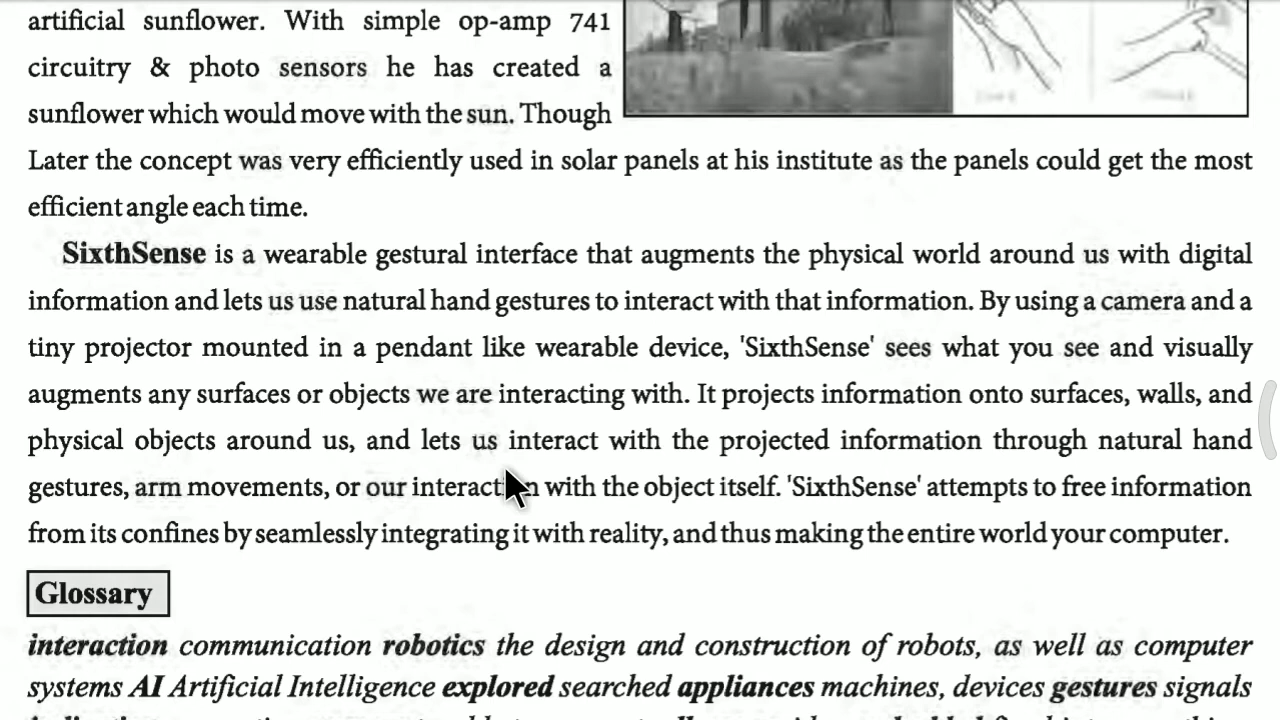 artificial sunflower. With simple op-amp 741
circuitry & photo sensors he has created a
sunflower which would move with the sun. Though
Later the concept was very efficiently used in solar panels at his institute as the panels could get the most
efficient angle each time.
SixthSense is a wearable gestural interface that augments the physical world around us with digital
information and lets us use natural hand gestures to interact with that information. By using a camera and a
tiny projector mounted in a pendant like wearable device, 'SixthSense' sees what you see and visually
augments any surfaces or objects we are interacting with. It projects information onto surfaces, walls, and
physical objects around us, and lets us interact with the projected information through natural hand
gestures, arm movements, or our interaction with the object itself. 'SixthSense' attempts to free information
from its confines by seamlessly integrating it with reality, and thus making the entire world your computer.
Glossary
interaction communication robotics the design and construction of robots, as well as computer
systems AI Artificial Intelligence explored searched appliances machines, devices gestures signals